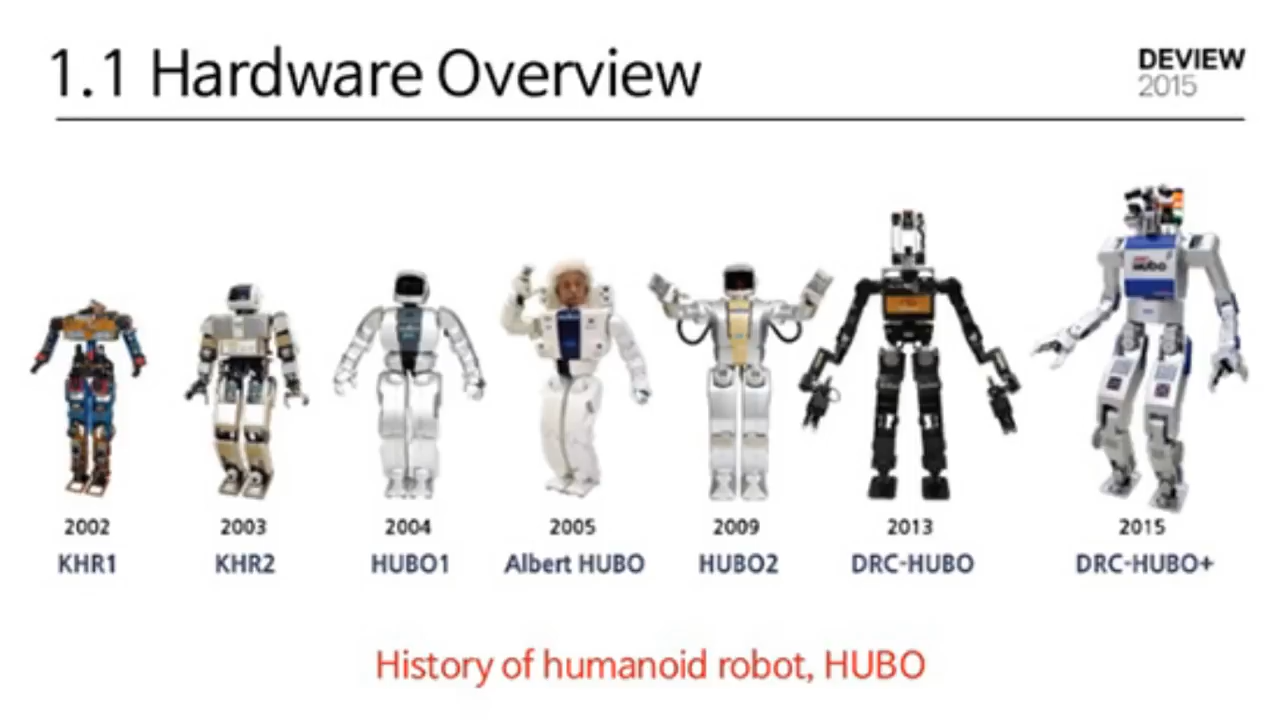 1.1 Hardware Overview
DEVIEW
2015
Hubo
2002
2003
2004
2005
2009
2013
2015
KHR1
KHR2
HUBO1
Albert HUBO
HUBO2
DRC-HUBO
DRC-HUBO+
History of humanoid robot, HUBO